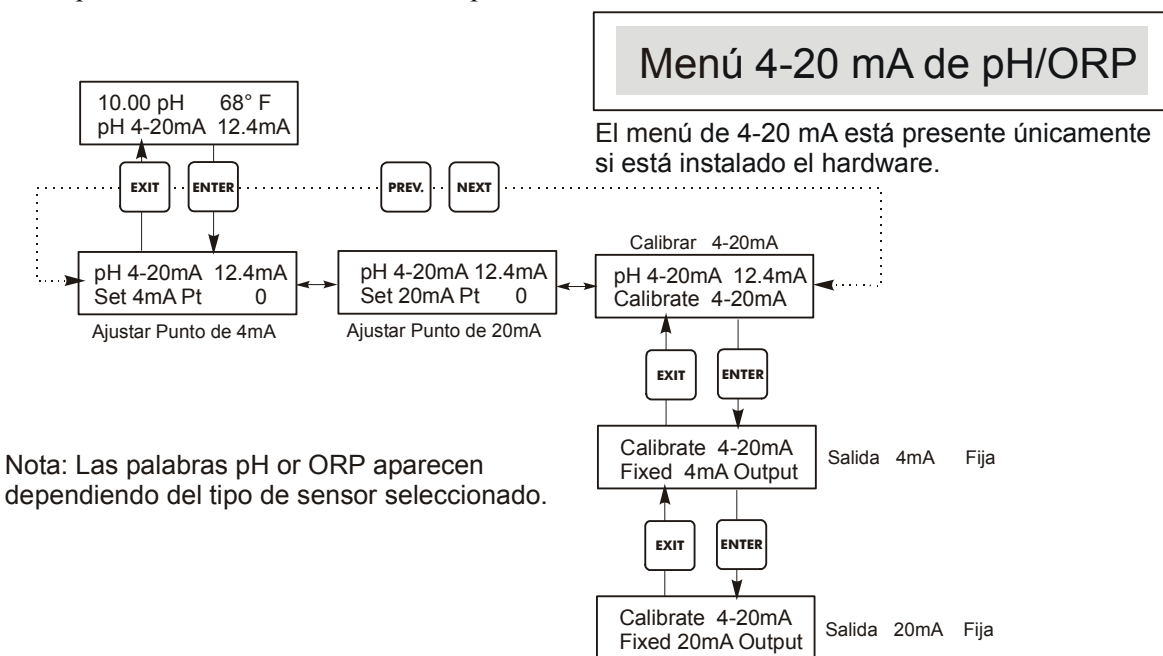 Menú 4-20 mA de pH/ORP
El menú de 4-20 mA está presente únicamente
si está instalado el hardware.
10.00 pH 68° F
pH 4-20mA 12.4mA
EXIT
ENTER
PREV.
NEXT
pH 4-20mA 12.4mA
Set 4mA Pt 0
Ajustar Punto de 4mA
pH 4-20mA 12.4mA
Set 20mA Pt 0
Ajustar Punto de 20mA
Calibrar 4-20mA
pH 4-20mA 12.4mA
Calibrate 4-20mA
EXIT
ENTER
Calibrate 4-20mA
Fixed 4mA Output
Salida 4mA Fija
Nota: Las palabras pH or ORP aparecen
dependiendo del tipo de sensor seleccionado.
EXIT
ENTER
Calibrate 4-20mA
Fixed 20mA Output
Salida 20mA Fija